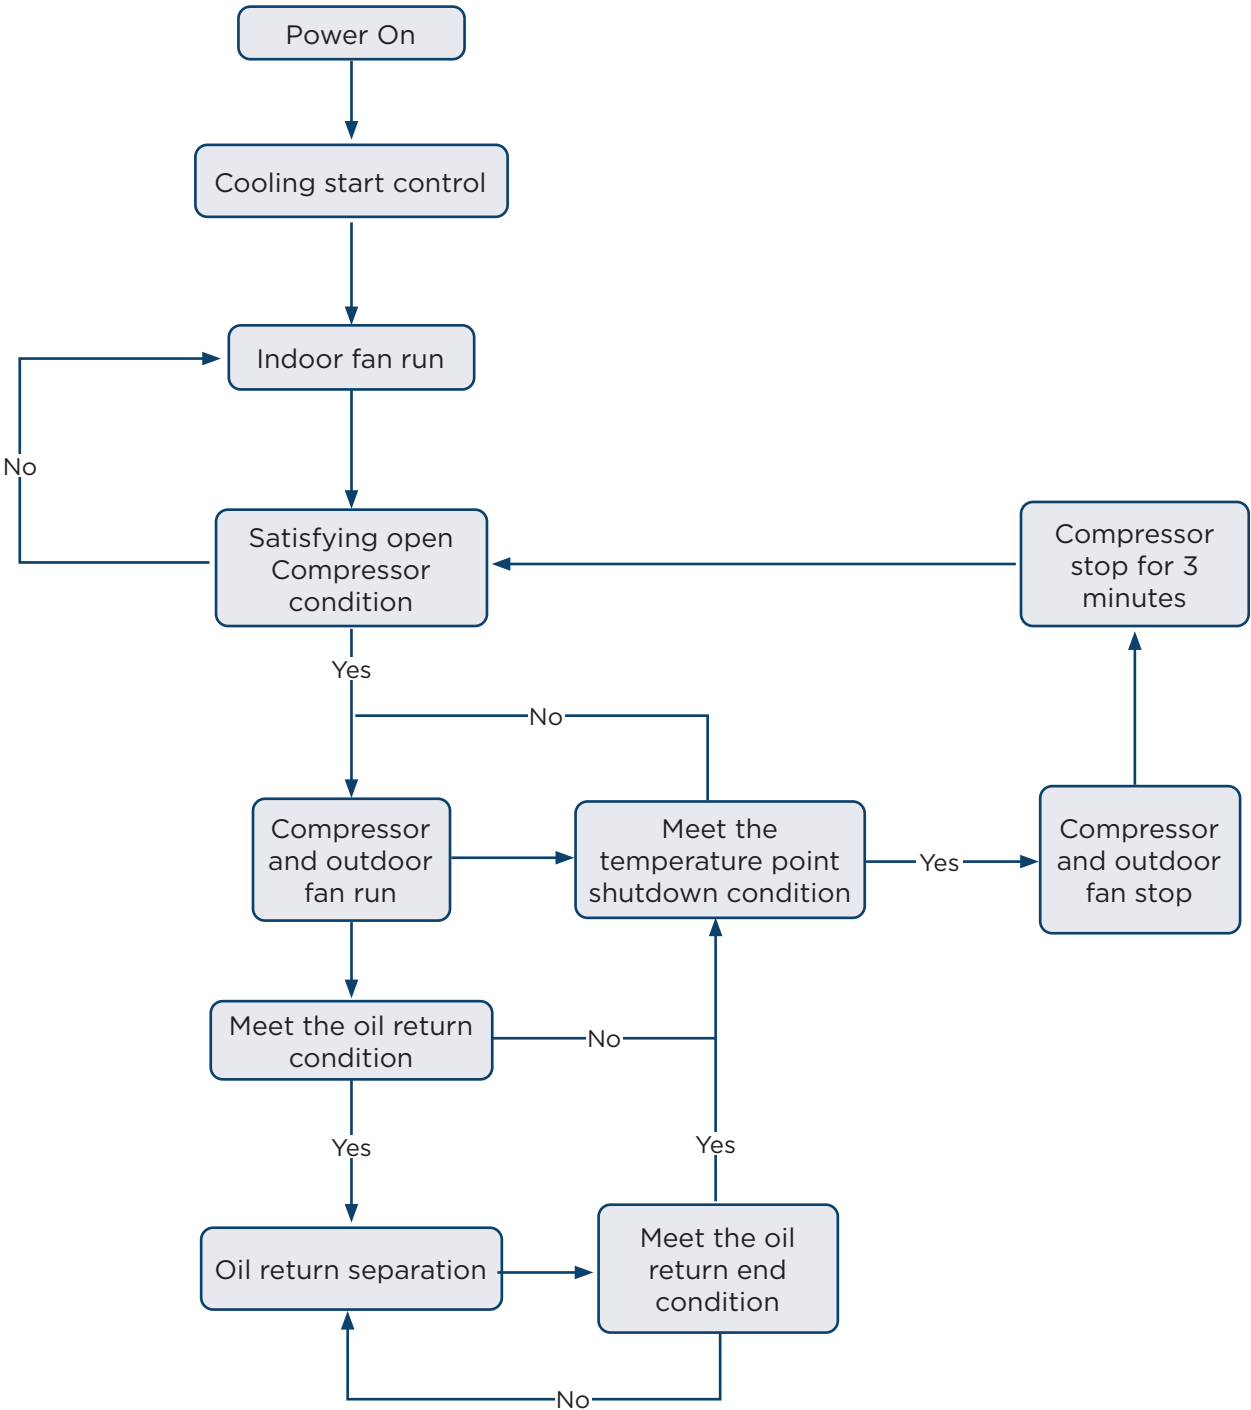 Power On
Cooling start control
Indoor fan run
No
Satisfying open
Compressor
condition
Compressor
stop for 3
minutes
Yes
No
Compressor
and outdoor
fan run
Meet the
temperature point
shutdown condition
Yes
Compressor
and outdoor
fan stop
Meet the oil return
condition
No
Yes
Yes
Oil return separation
Meet the oil
return end
condition
No